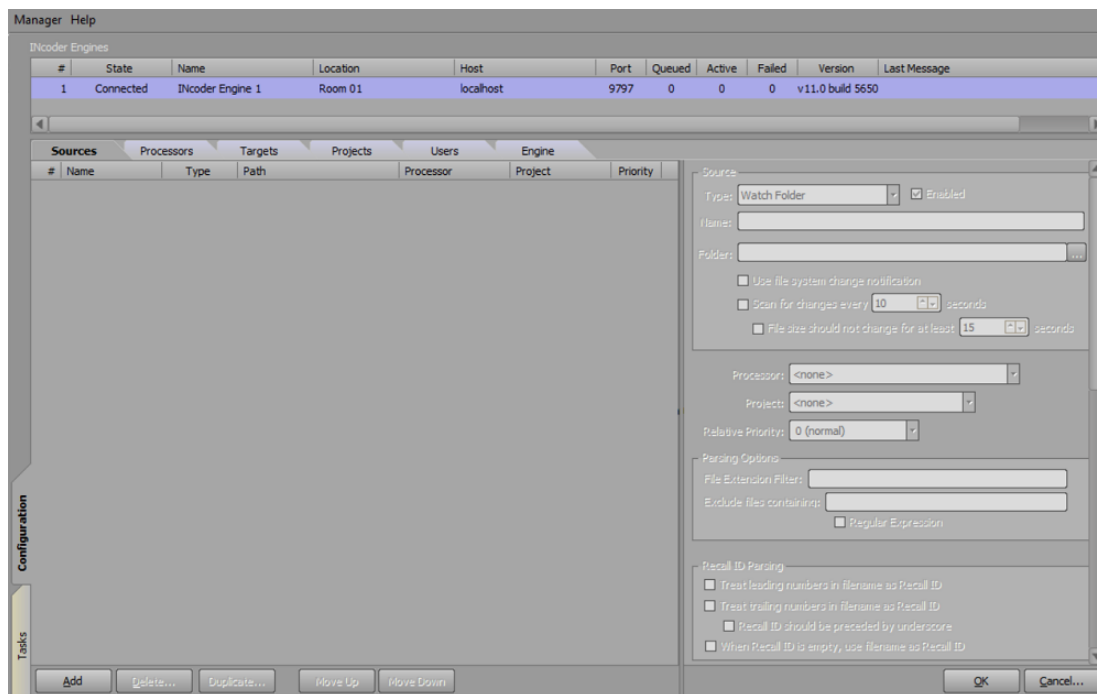 Manager Help
INcoder Engines
# State Name Location Host Port Queued Active Failed Version Last Message
1 Connected INcoder Engine 1 Room 01 localhost 9797 0 0 0 v11.0 build 5650
Sources Processors Targets Projects Users Engine
# Name Type Path Processor Project Priority
Source
Type: Watch Folder Enabled
Name:
Folder: ...
Use file system change notification
Scan for changes every 10 seconds
File size should not change for at least 15 seconds
Processor: <none>
Project: <none>
Relative Priority: 0 (normal)
Parsing Options
File Extension Filter:
Exclude files containing:
Regular Expression
Recall ID Parsing
Treat leading numbers in filename as Recall ID
Treat trailing numbers in filename as Recall ID
Recall ID should be preceded by underscore
When Recall ID is empty, use filename as Recall ID
Configuration
Tasks
Add Delete... Duplicate... Move Up Move Down OK Cancel...